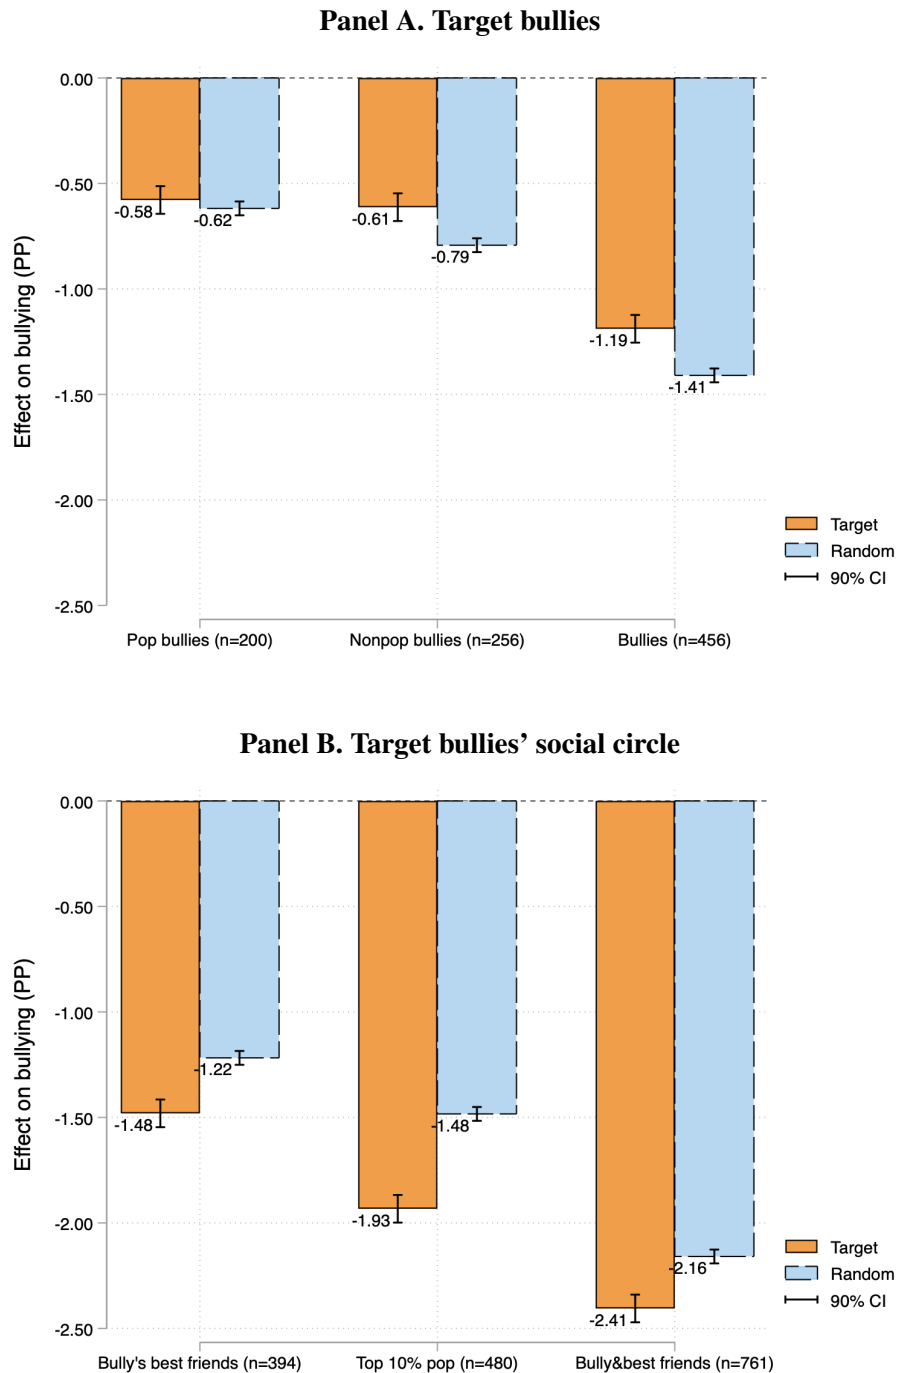 Panel A. Target bullies
Effect on bullying (PP)
0.00
-0.50
-1.00
-1.50
-2.00
-2.50
-0.58
-0.62
-0.61
-0.79
-1.19
-1.41
Target
Random
90% CI
Pop bullies (n=200) Nonpop bullies (n=256) Bullies (n=456)
Panel B. Target bullies’ social circle
Effect on bullying (PP)
0.00
-0.50
-1.00
-1.50
-2.00
-2.50
-1.48
-1.22
-1.93
-1.48
-2.41
-2.16
Target
Random
90% CI
Bully's best friends (n=394) Top 10% pop (n=480) Bully&best friends (n=761)